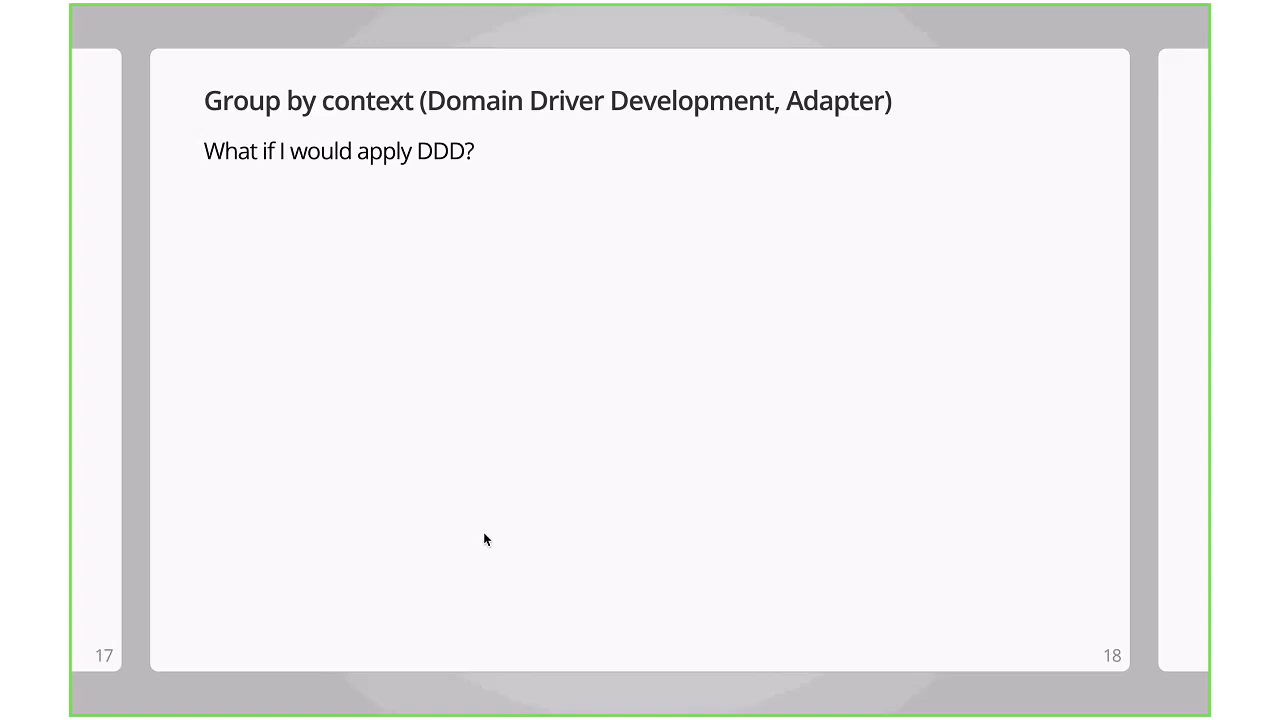 Group by context (Domain Driver Development, Adapter)
What if I would apply DDD?
17
18